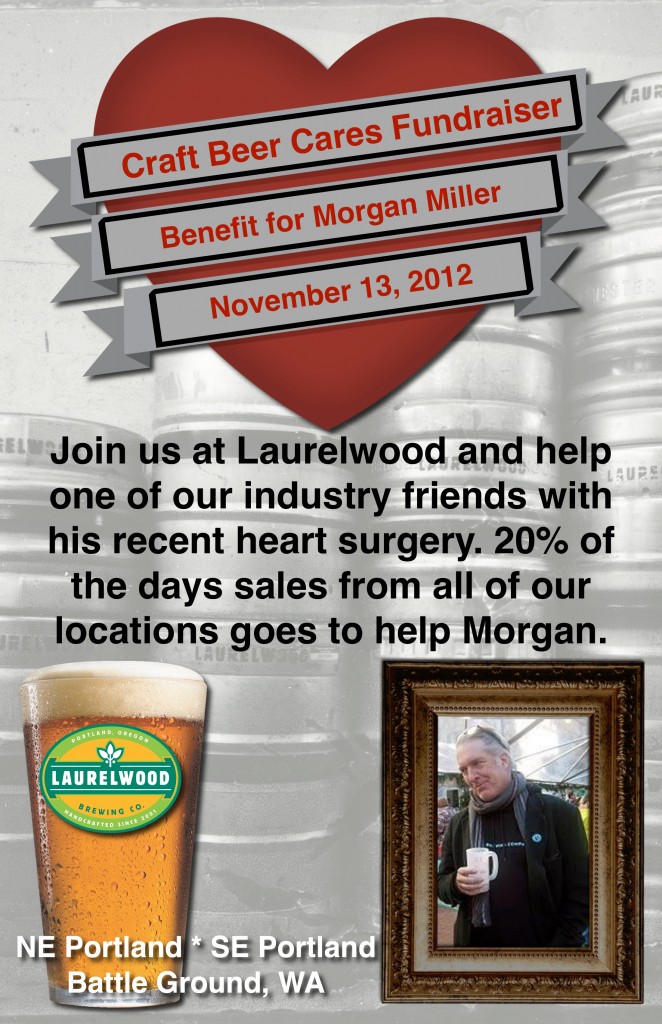 Craft Beer Cares Fundraiser
Benefit for Morgan Miller
November 13, 2012
Join us at Laurelwood and help
one of our industry friends with
his recent heart surgery. 20% of
the days sales from all of our
locations goes to help Morgan.
PORTLAND, OREGON
LAURELWOOD
BREWING CO.
HANDCRAFTED SINCE 2001
NE Portland * SE Portland
Battle Ground, WA